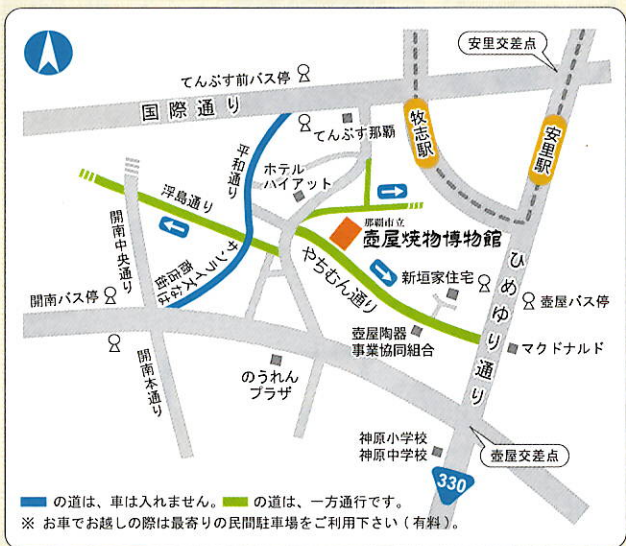 安里交差点
てんぶす前バス停
国際通り
てんぶす那覇
牧志駅
安里駅
平和通り
ホテル
ハイアット
浮島通り
那覇市立
壺屋焼物博物館
開南中央通り
サンライズなは
商店街
やちむん通り
新垣家住宅
ひめゆり通り
開南バス停
壺屋バス停
壺屋陶器
事業協同組合
マクドナルド
開南本通り
のうれん
プラザ
神原小学校
神原中学校
壺屋交差点
330
の道は、車は入れません。 の道は、一方通行です。
※ お車でお越しの際は最寄りの民間駐車場をご利用下さい(有料)。